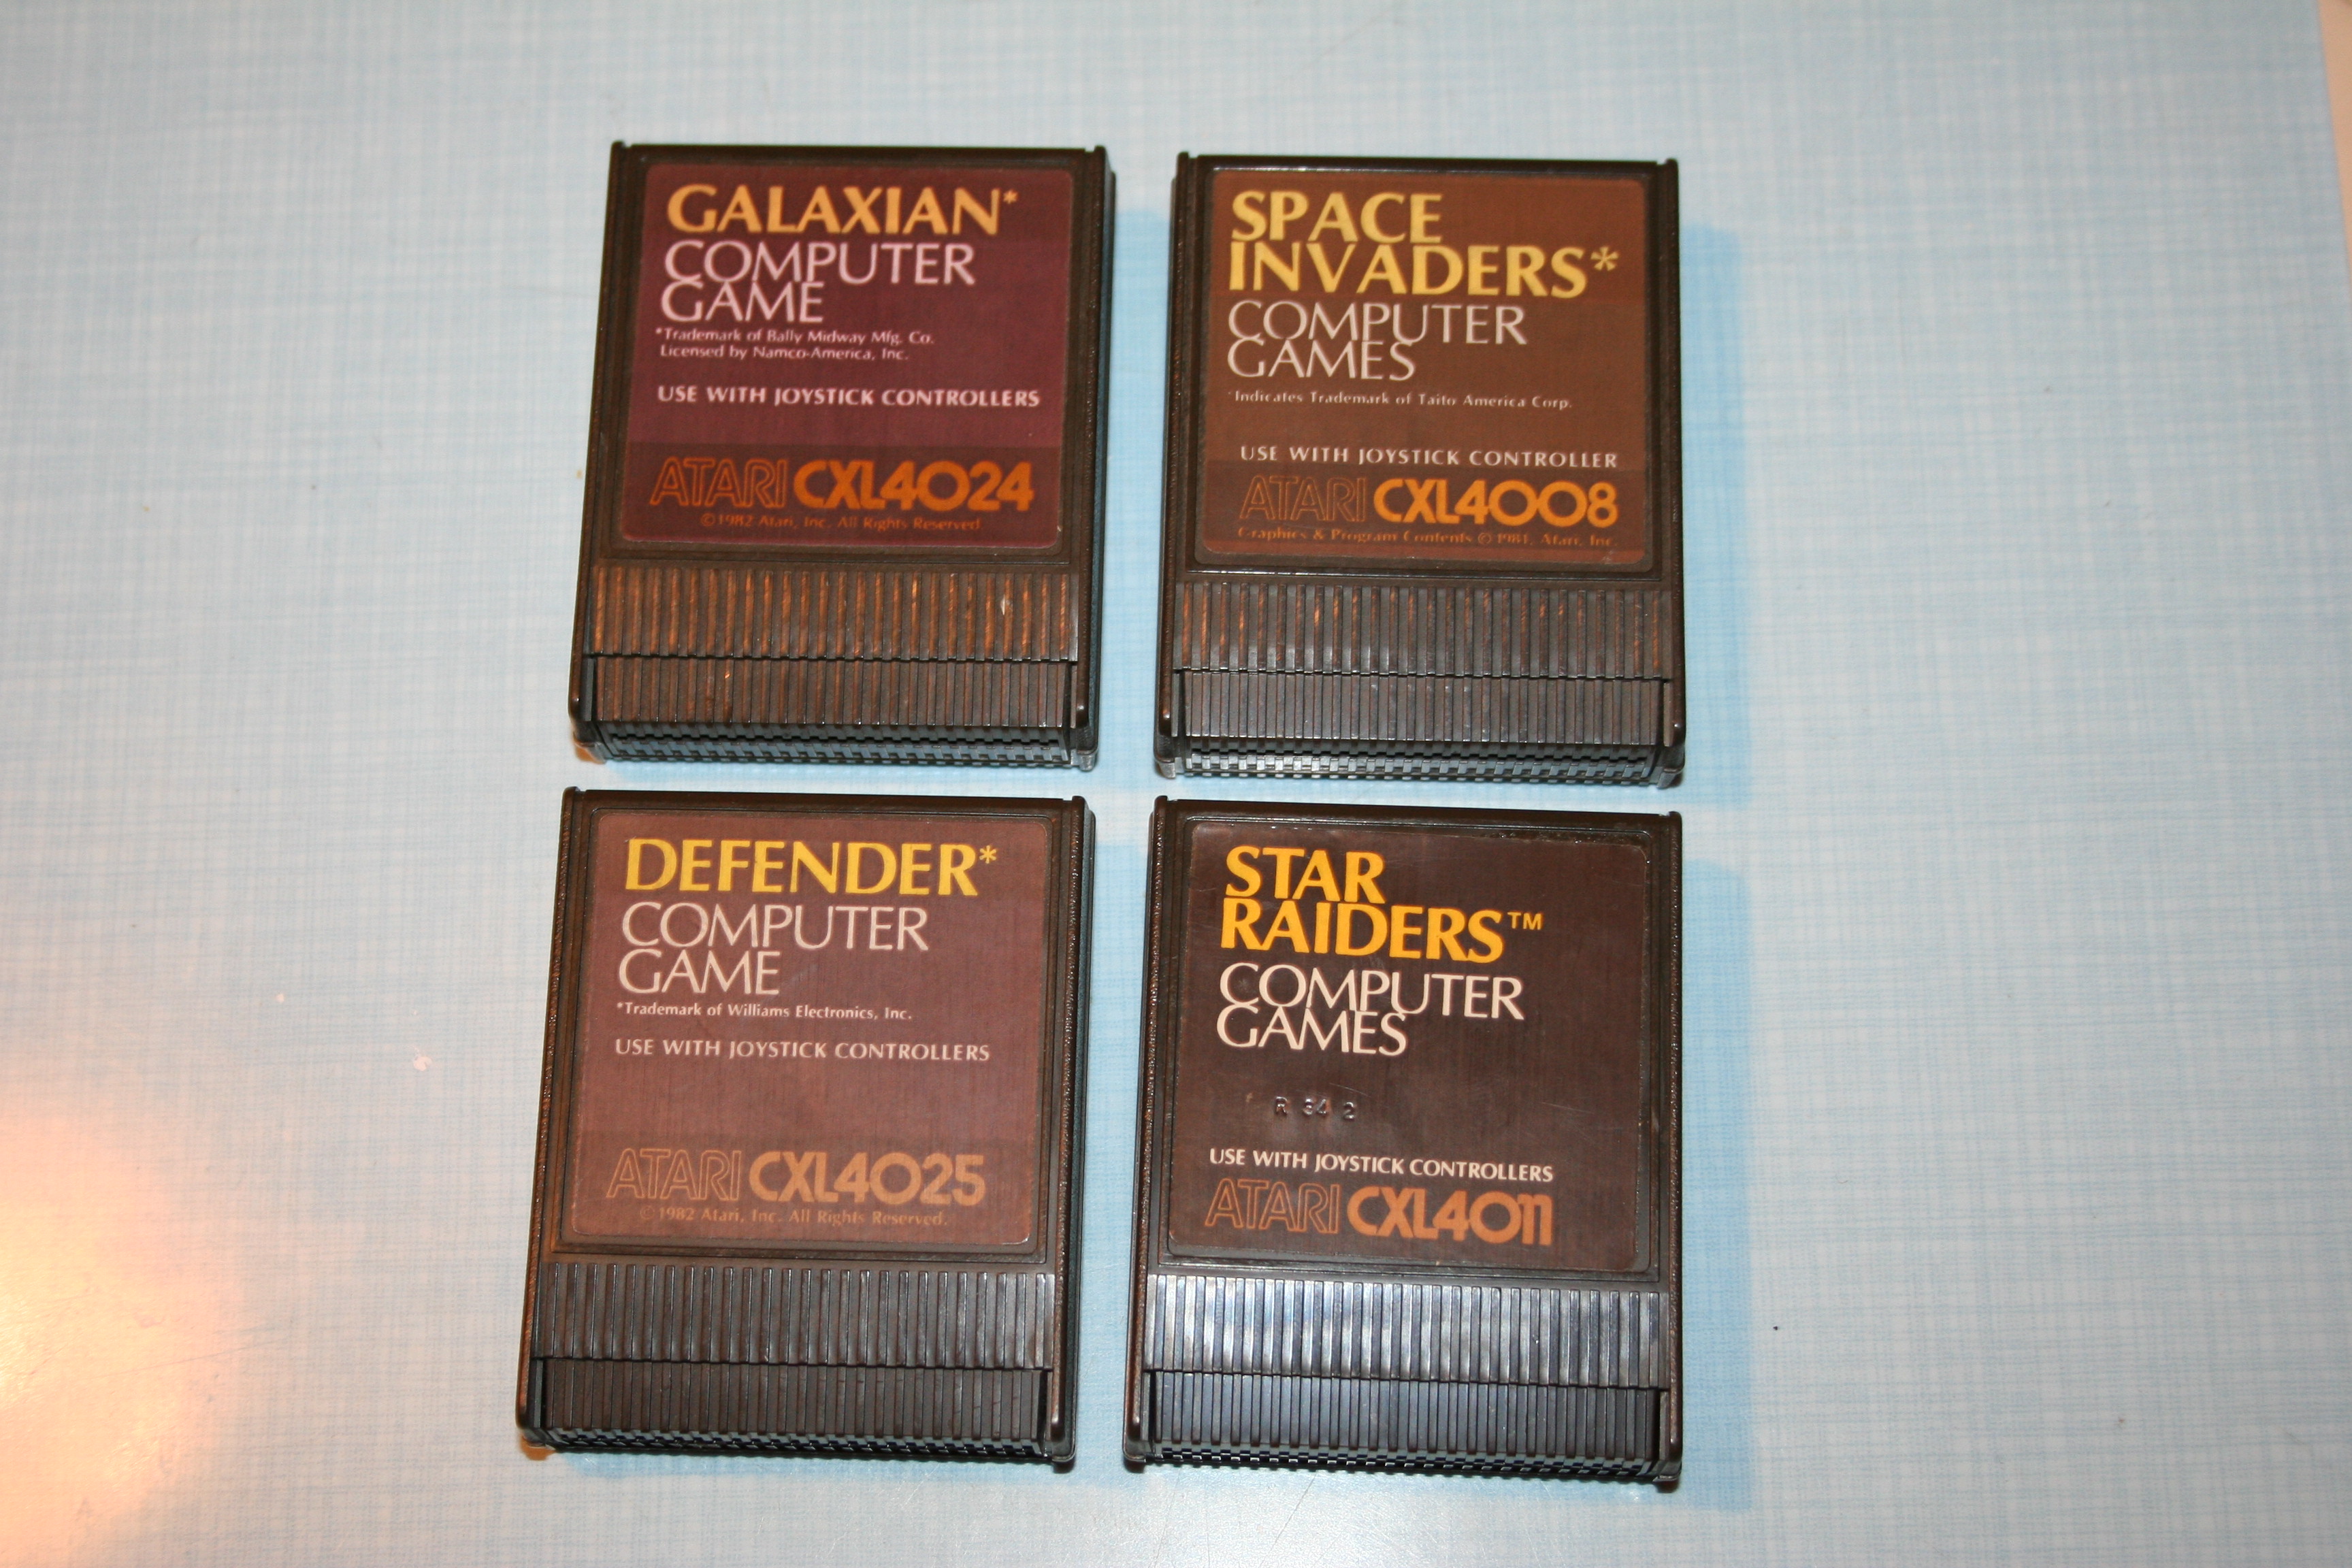 GALAXIAN*
COMPUTER
GAME
*Trademark of Bally Midway Mfg. Co.
Licensed by Namco-America, Inc.
USE WITH JOYSTICK CONTROLLERS
ATARI CXL4024
©1982 Atari, Inc. All Rights Reserved
SPACE
INVADERS*
COMPUTER
GAMES
*Indicates Trademark of Taito America Corp.
USE WITH JOYSTICK CONTROLLER
ATARI CXL4008
Graphics & Program Contents © 1981, Atari, Inc.
DEFENDER*
COMPUTER
GAME
*Trademark of Williams Electronics, Inc.
USE WITH JOYSTICK CONTROLLERS
ATARI CXL4025
©1982 Atari, Inc. All Rights Reserved.
STAR
RAIDERS™
COMPUTER
GAMES
R 34 2
USE WITH JOYSTICK CONTROLLERS
ATARI CXL4011